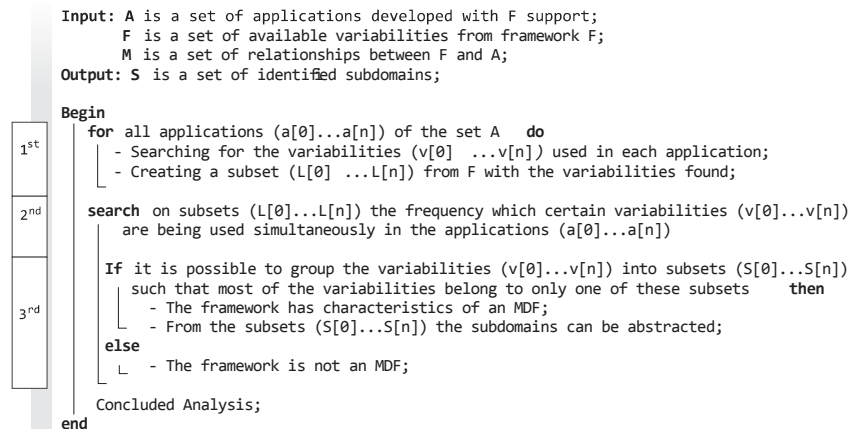 Input: A is a set of applications developed with F support;
F is a set of available variabilities from framework F;
M is a set of relationships between F and A;
Output: S is a set of identified subdomains;
Begin
for all applications (a[0]...a[n]) of the set A do
1st
- Searching for the variabilities (v[0] ...v[n]) used in each application;
- Creating a subset (L[0] ...L[n]) from F with the variabilities found;
2nd
search on subsets (L[0]...L[n]) the frequency which certain variabilities (v[0]...v[n])
are being used simultaneously in the applications (a[0]...a[n])
If it is possible to group the variabilities (v[0]...v[n]) into subsets (S[0]...S[n])
such that most of the variabilities belong to only one of these subsets then
3rd
- The framework has characteristics of an MDF;
- From the subsets (S[0]...S[n]) the subdomains can be abstracted;
else
- The framework is not an MDF;
Concluded Analysis;
end